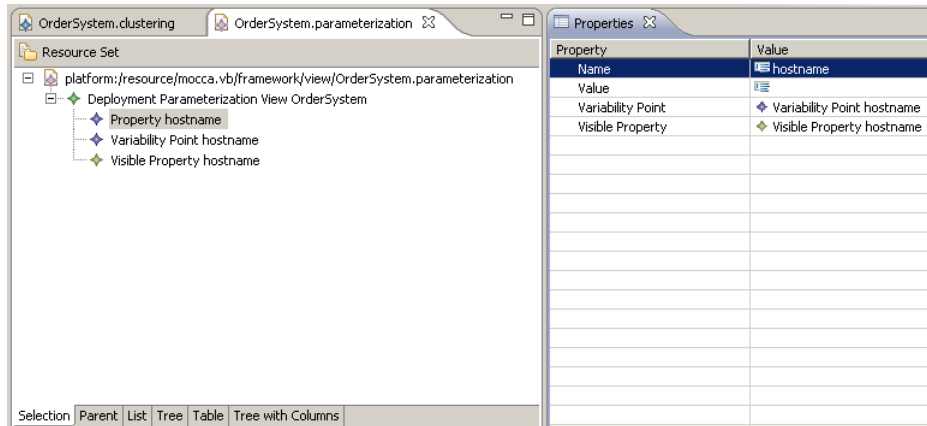 OrderSystem.clustering
OrderSystem.parameterization
Resource Set
platform:/resource/mocca.vb/framework/view/OrderSystem.parameterization
Deployment Parameterization View OrderSystem
Property hostname
Variability Point hostname
Visible Property hostname
Selection Parent List Tree Table Tree with Columns
Properties
Property Value
Name hostname
Value
Variability Point Variability Point hostname
Visible Property Visible Property hostname